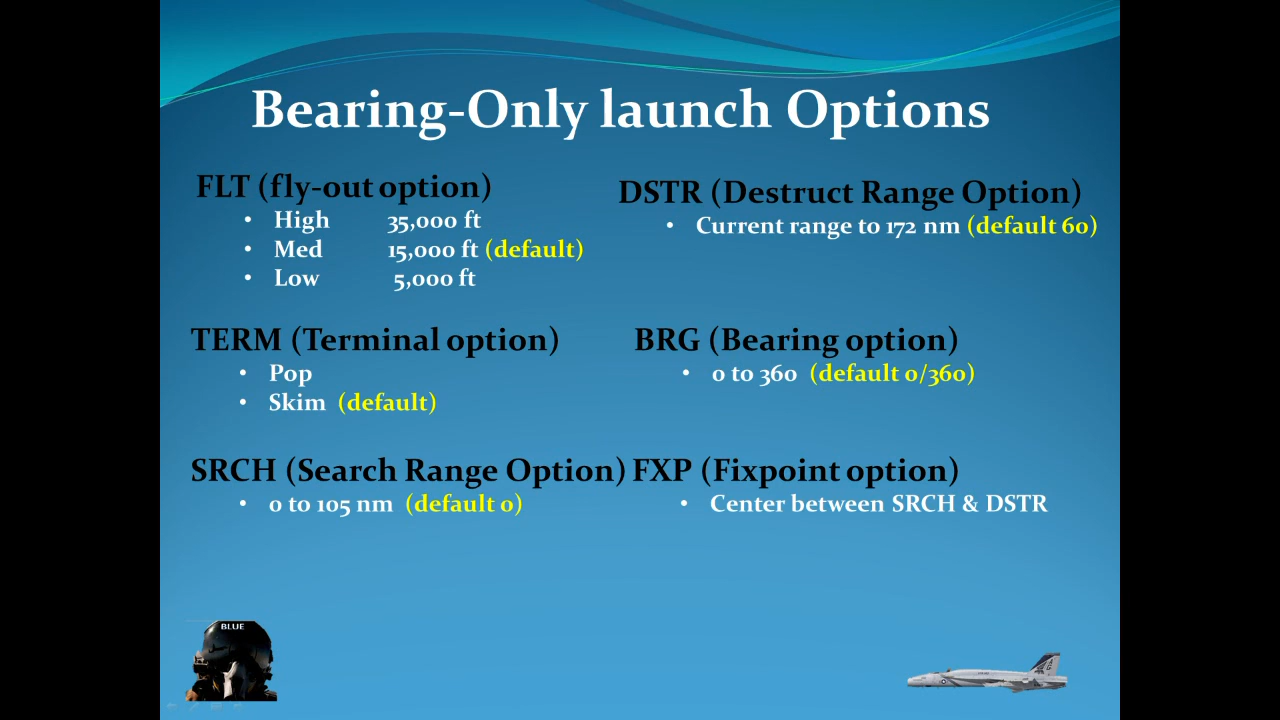 Bearing-Only launch Options
FLT (fly-out option)
• High 35,000 ft
• Med 15,000 ft (default)
• Low 5,000 ft
DSTR (Destruct Range Option)
• Current range to 172 nm (default 60)
TERM (Terminal option)
• Pop
• Skim (default)
BRG (Bearing option)
• 0 to 360 (default 0/360)
SRCH (Search Range Option)
• 0 to 105 nm (default 0)
FXP (Fixpoint option)
• Center between SRCH & DSTR
BLUE